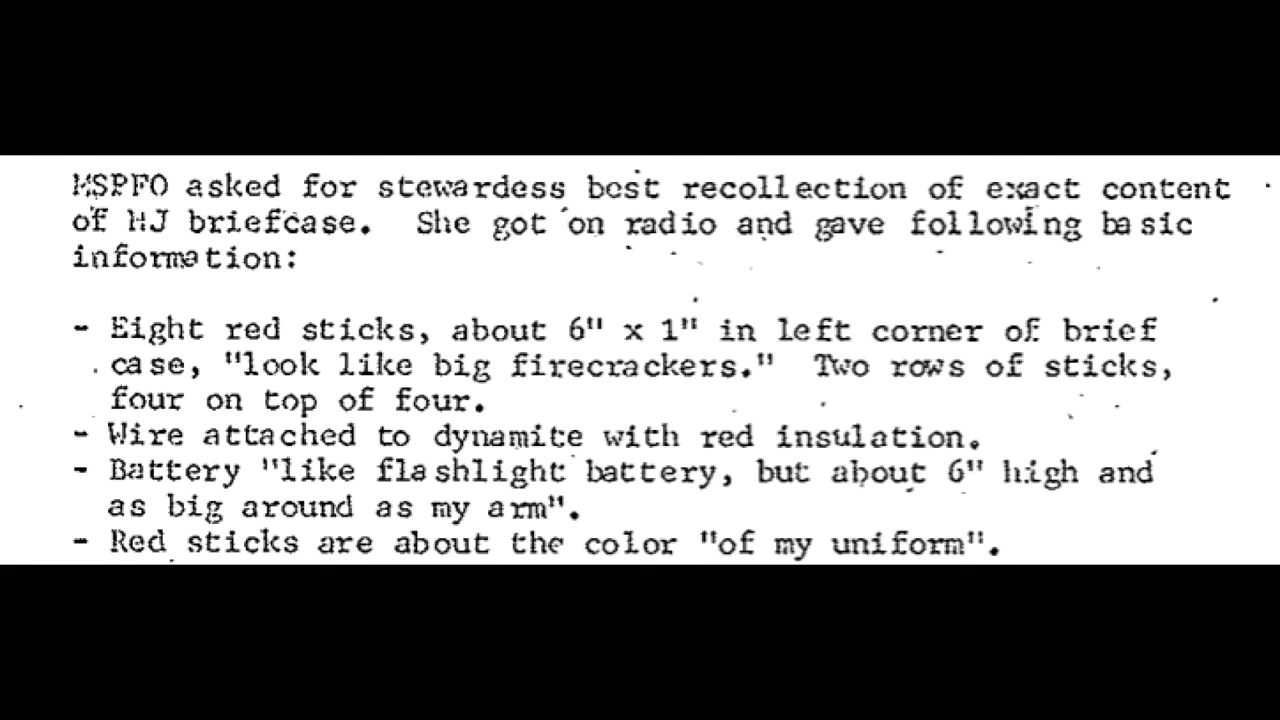 MSPFO asked for stewardess best recollection of exact content
of HJ briefcase. She got on radio and gave following basic
information:
- Eight red sticks, about 6" x 1" in left corner of brief
case, "look like big firecrackers." Two rows of sticks,
four on top of four.
- Wire attached to dynamite with red insulation.
- Battery "like flashlight battery, but about 6" high and
as big around as my arm".
- Red sticks are about the color "of my uniform".